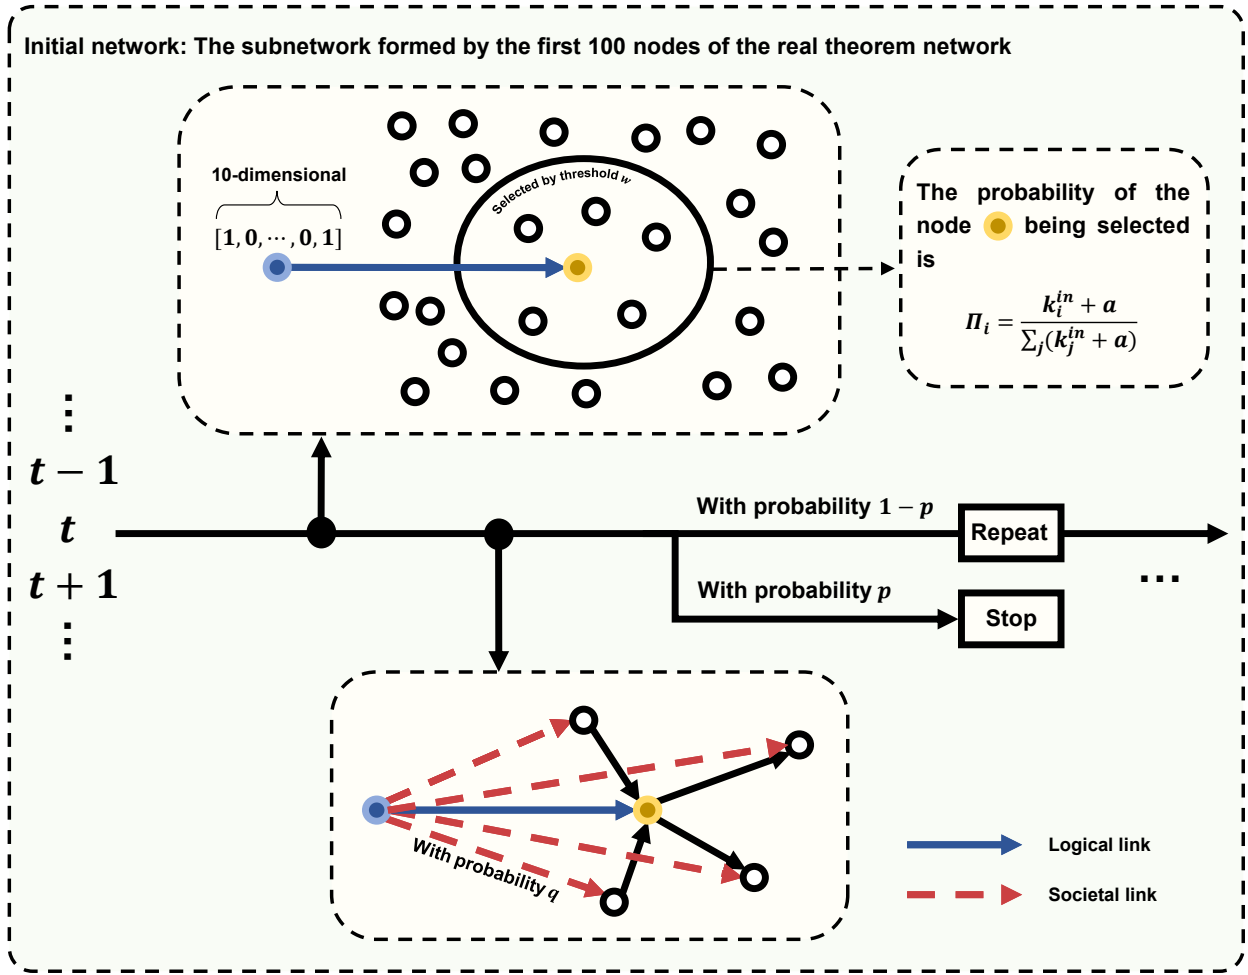 Initial network: The subnetwork formed by the first 100 nodes of the real theorem network
10-dimensional
[1, 0, ⋯, 0, 1]
Selected by threshold w
The probability of the
node being selected
is
Π_i = (k_i^{in} + a) / (∑_j (k_j^{in} + a))
⋮
t − 1
t
t + 1
⋮
With probability 1 − p
Repeat
...
With probability p
Stop
With probability q
Logical link
Societal link